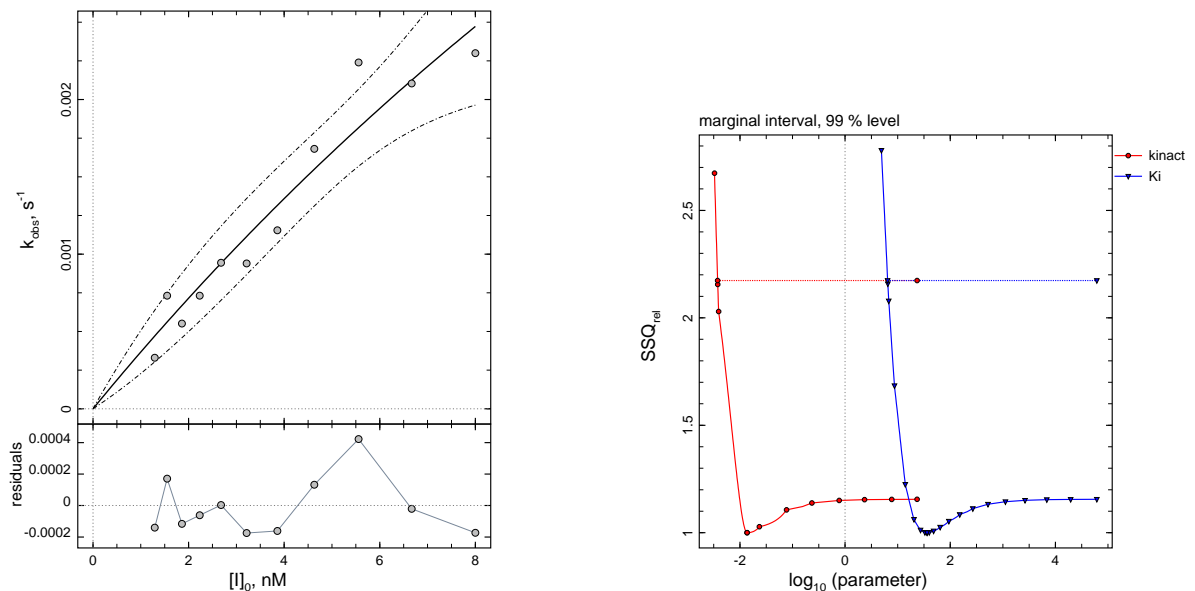 k_obs, s^-1
0
0.001
0.002
residuals
0.0004
0.0002
0
-0.0002
0 2 4 6 8
[I]_0, nM
marginal interval, 99 % level
SSQ_rel
2.5
2
1.5
1
-2 0 2 4
log_10 (parameter)
kinact
Ki